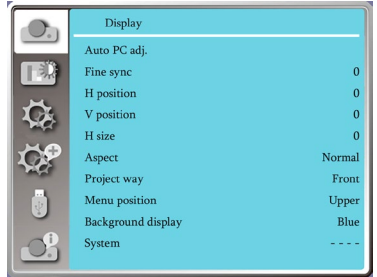 Display
Auto PC adj.
Fine sync 0
H position 0
V position 0
H size 0
Aspect Normal
Project way Front
Menu position Upper
Background display Blue
System - - - -